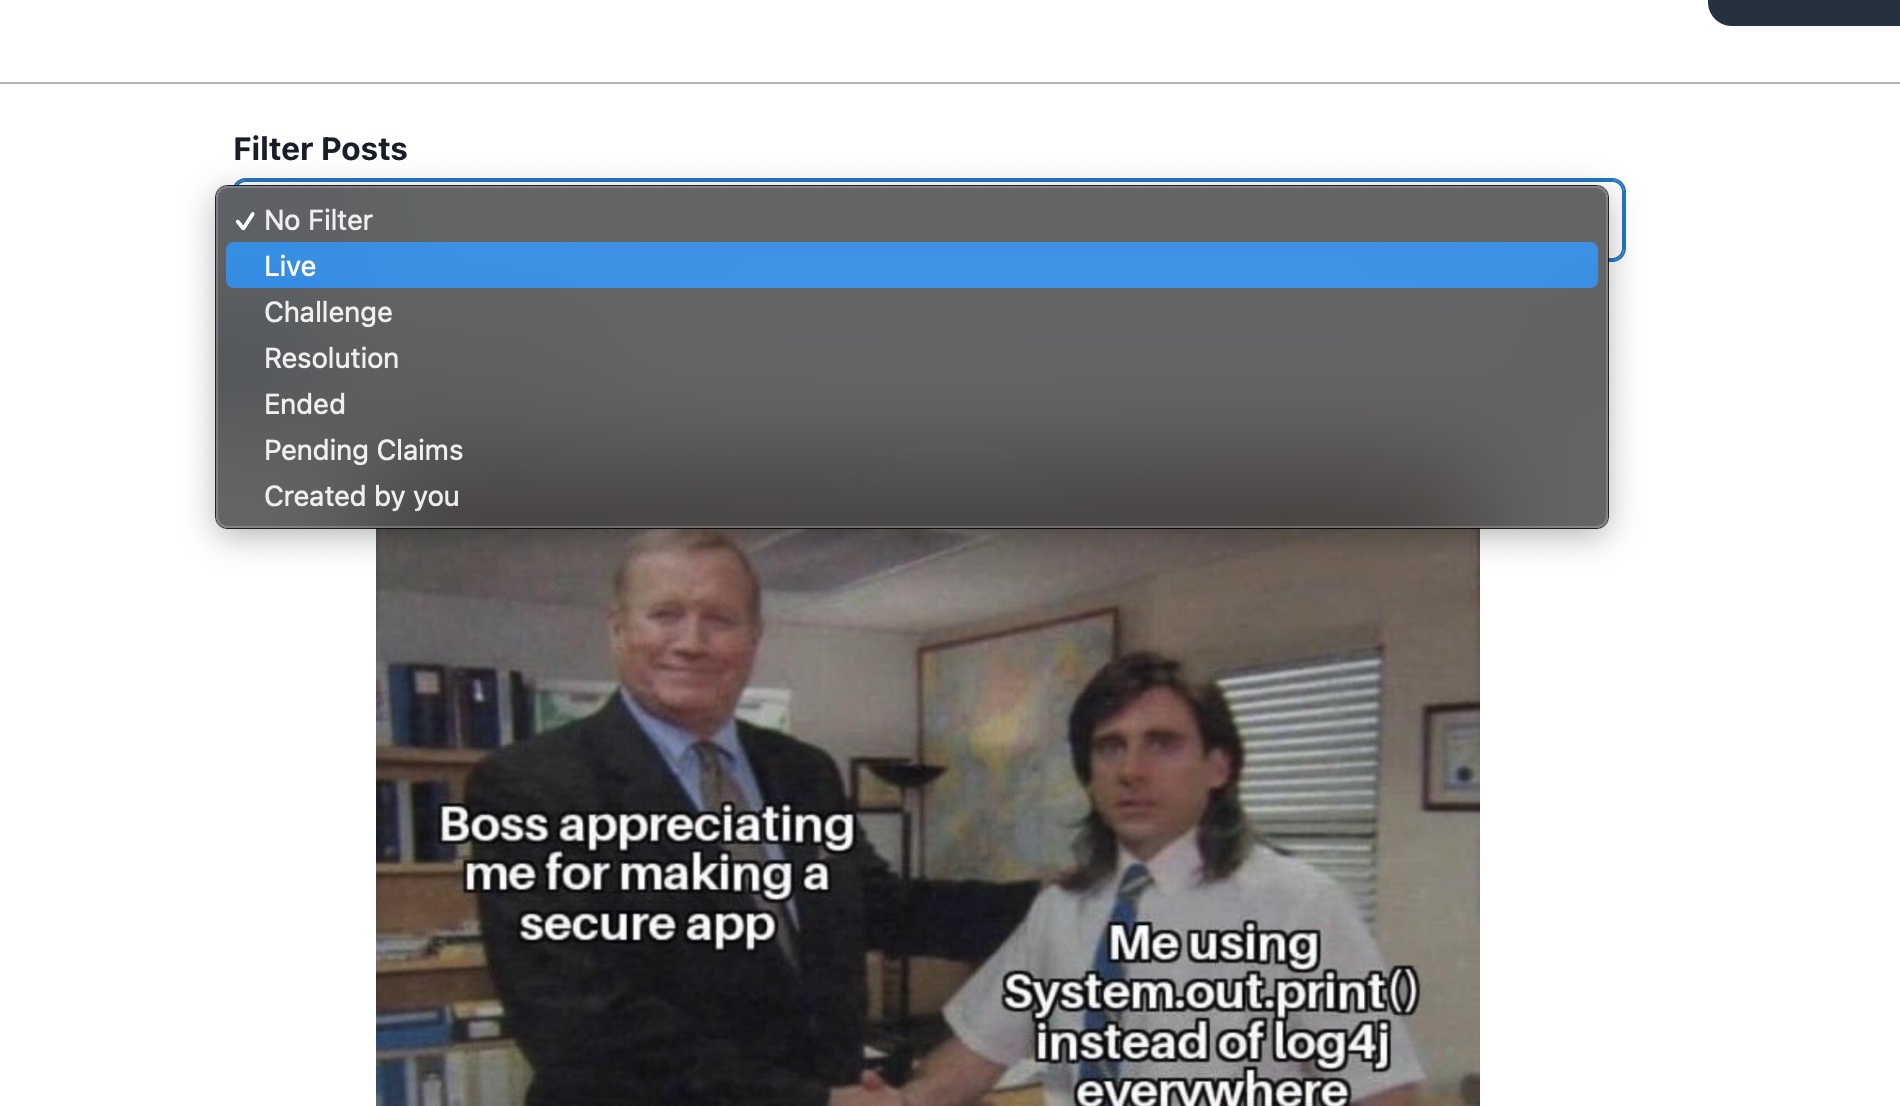 Filter Posts
✓ No Filter
Live
Challenge
Resolution
Ended
Pending Claims
Created by you
Boss appreciating
me for making a
secure app
Me using
System.out.print()
instead of log4j
everywhere